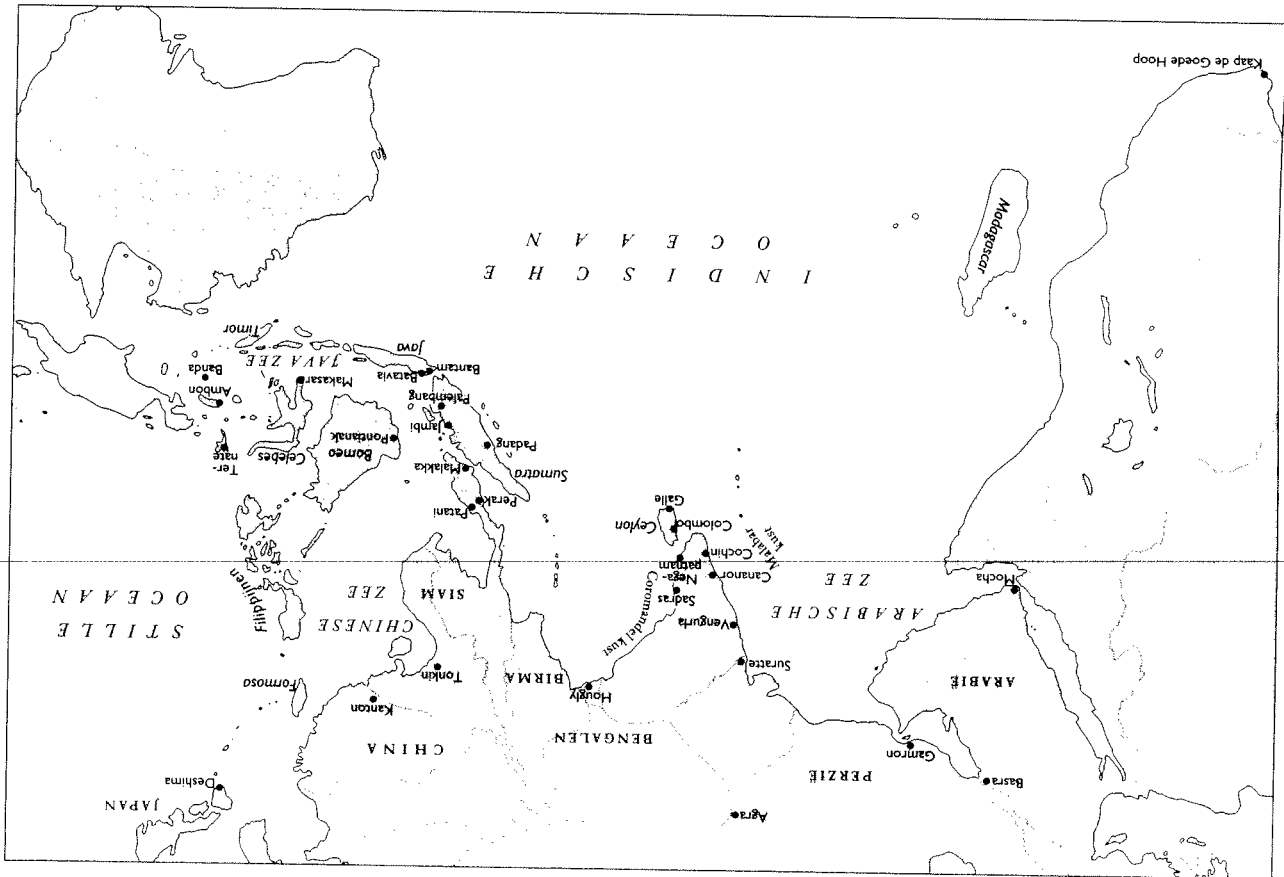 Agra
JAPAN
Deshima
Basra
PERZIË
Gamron
CHINA
BENGALEN
Kanton
Hougly
ARABIË
BIRMA
Tonkin
Formosa
Suratte
Coromandel kust
Vengurla
CHINESE
ZEE
STILLE
OCEAAN
ARABISCHE
ZEE
SIAM
Filippijnen
Sadras
Nega-
patnam
Mocha
Cananor
Cochin
Malabar
kust
Colombo
Ceylon
Galle
Patani
Perak
Malakka
Sumatra
Ter-
nate
Celebes
Borneo
Pontianak
Padang
Jambi
Palembang
Ambon
Banda
Makasar
Batavia
Bantam
JAVA ZEE
Java
Timor
INDISCHE
OCEAAN
Madagascar
Kaap de Goede Hoop